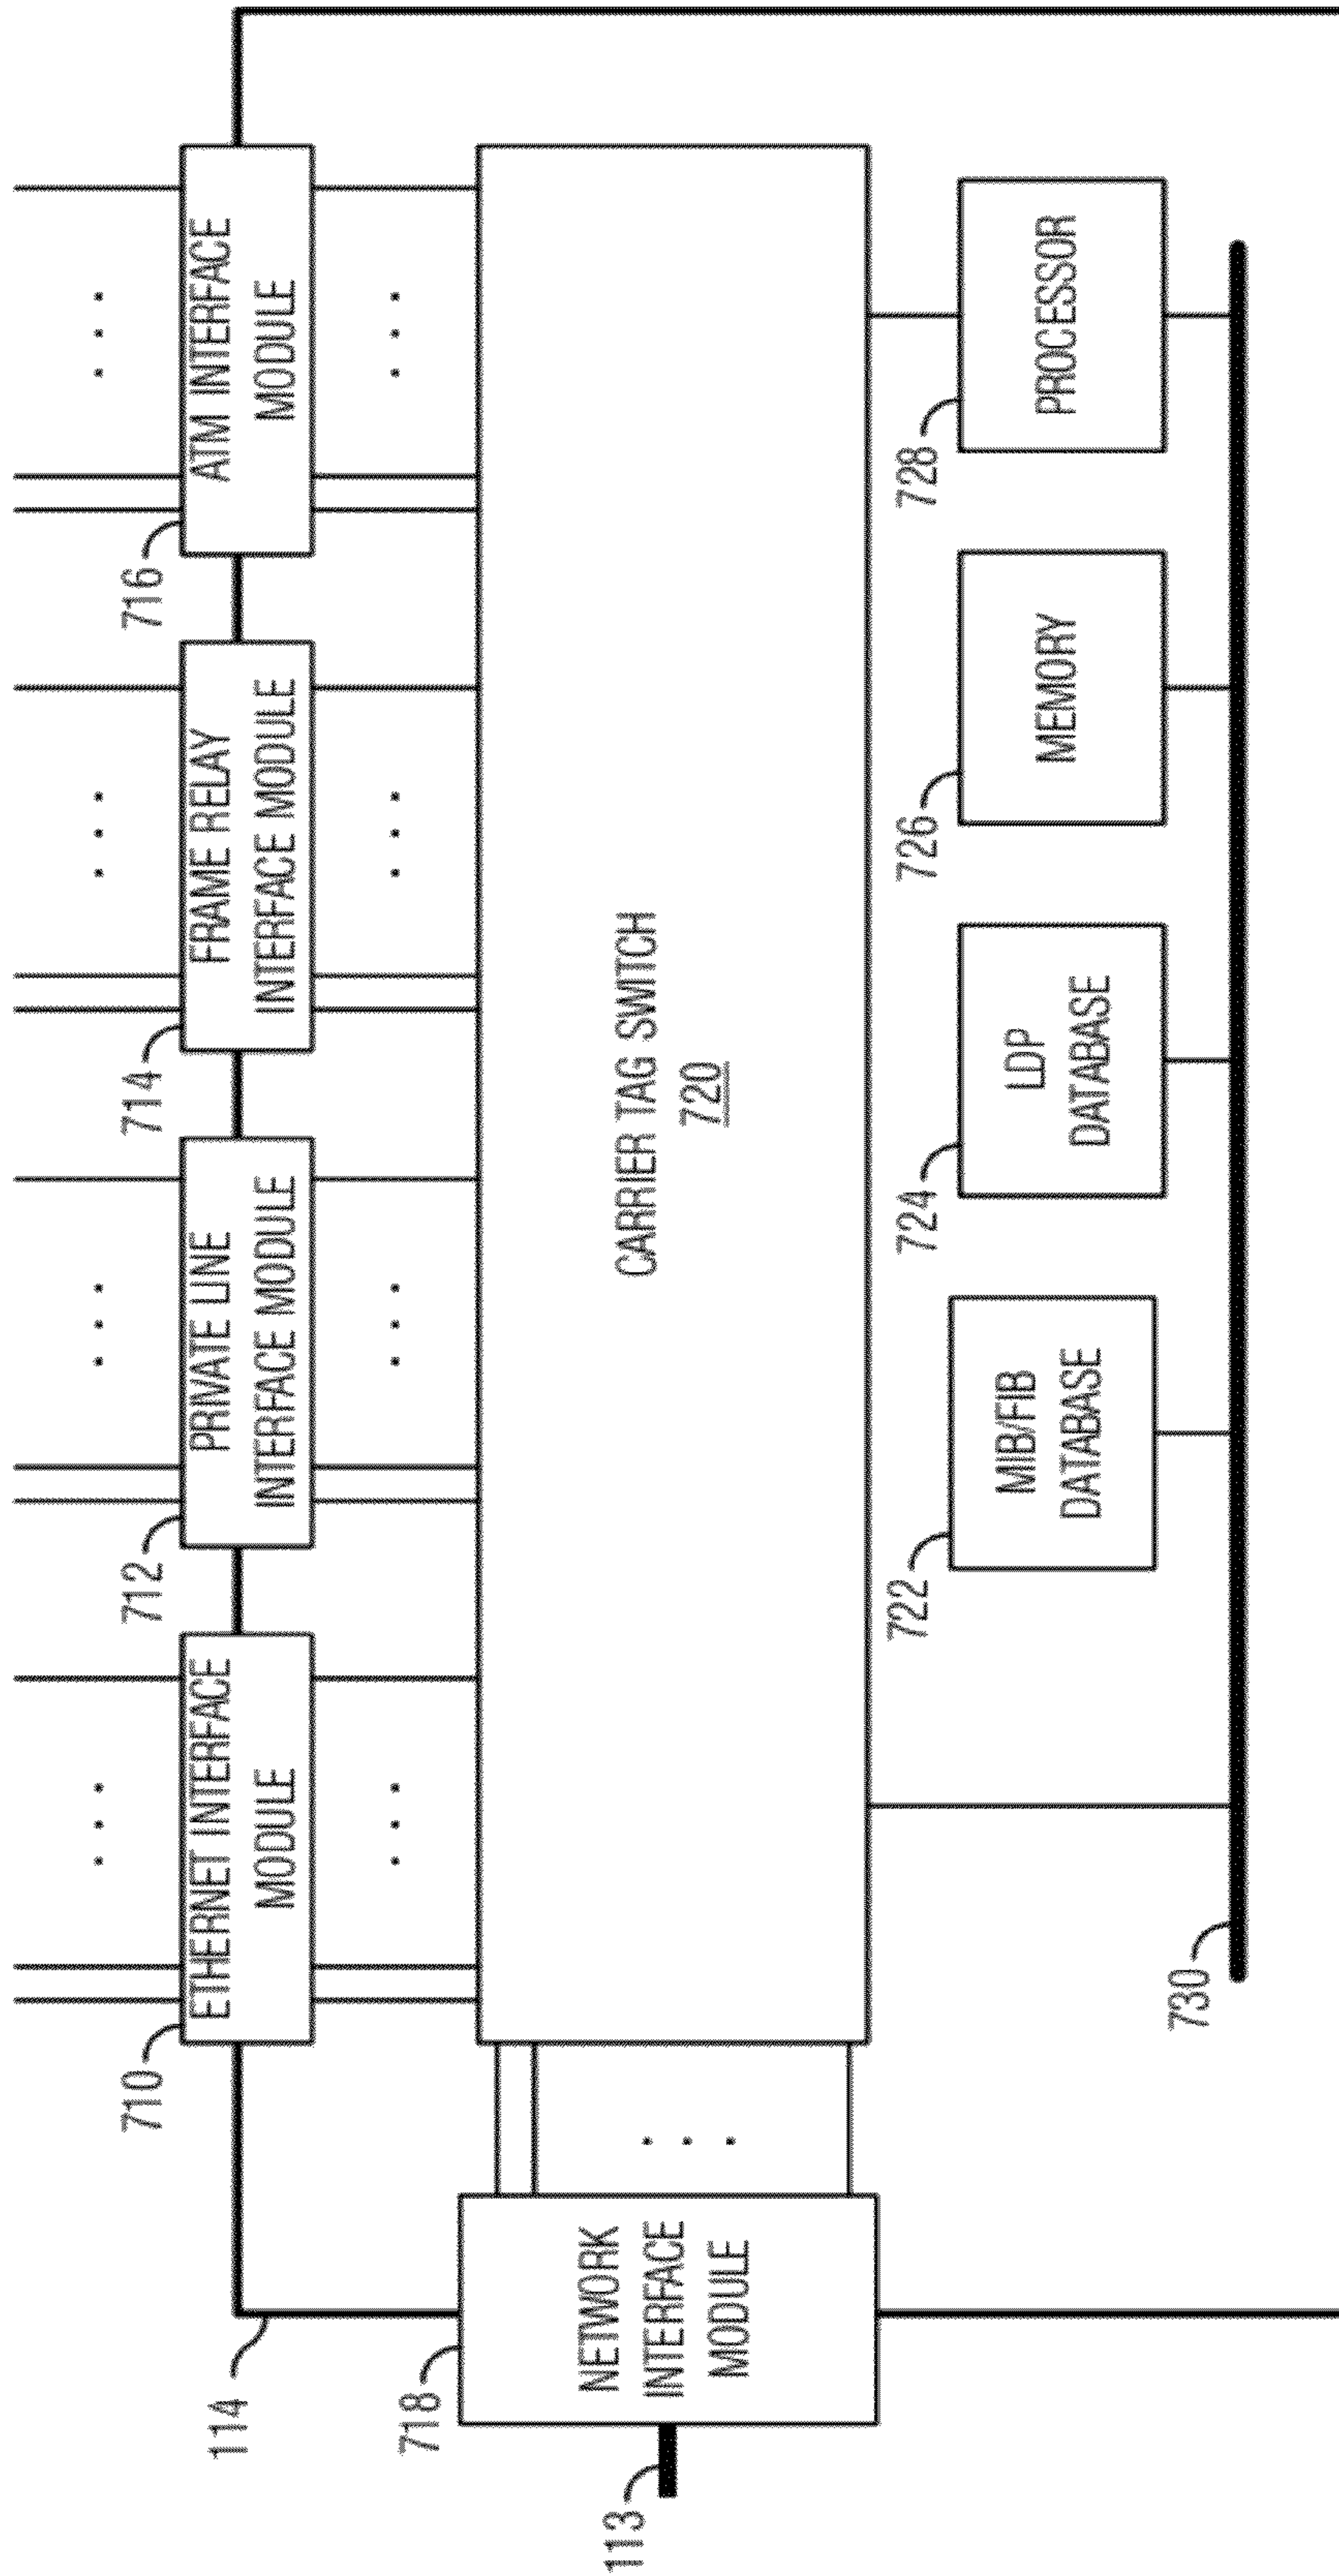 114
710
ETHERNET INTERFACE
MODULE
712
PRIVATE LINE
INTERFACE MODULE
714
FRAME RELAY
INTERFACE MODULE
716
ATM INTERFACE
MODULE
113
718
NETWORK
INTERFACE
MODULE
CARRIER TAG SWITCH
720
722
MIB/FIB
DATABASE
724
LDP
DATABASE
726
MEMORY
728
PROCESSOR
730